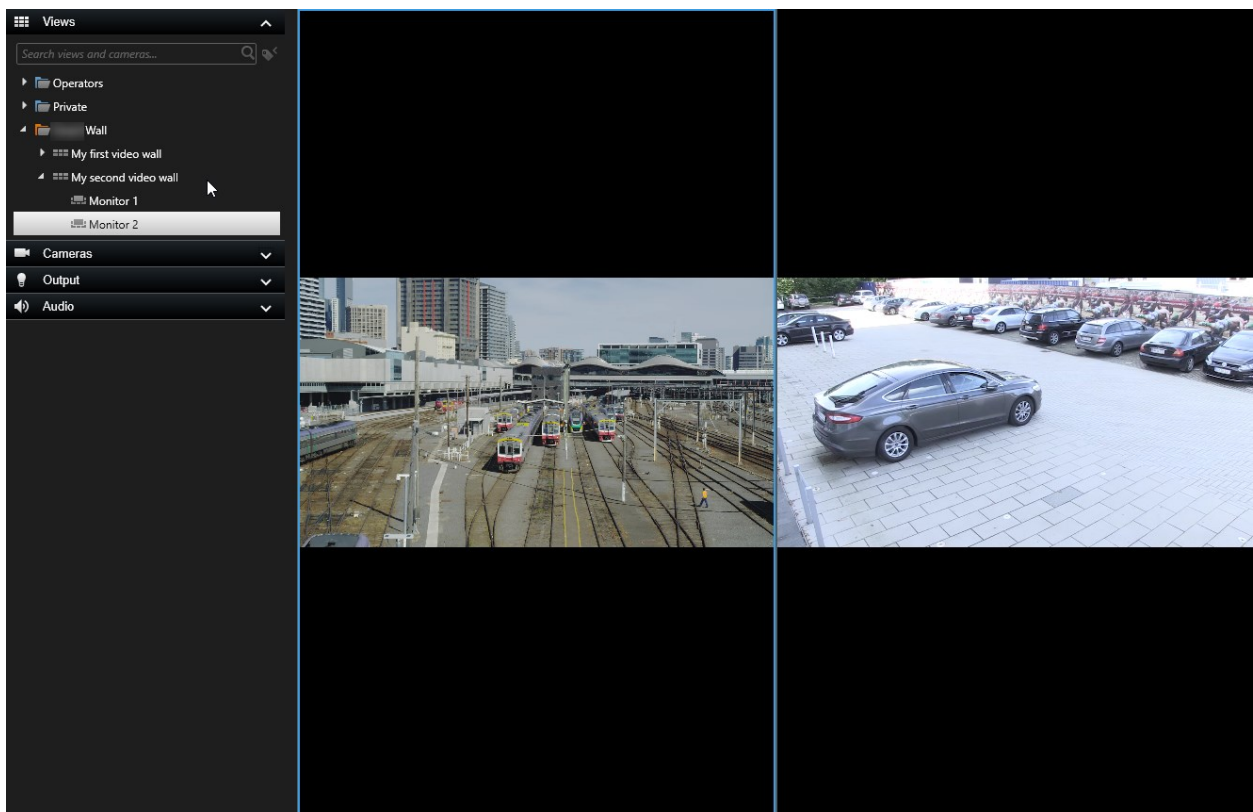 Views
Search views and cameras...
Operators
Private
Wall
My first video wall
My second video wall
Monitor 1
Monitor 2
Cameras
Output
Audio